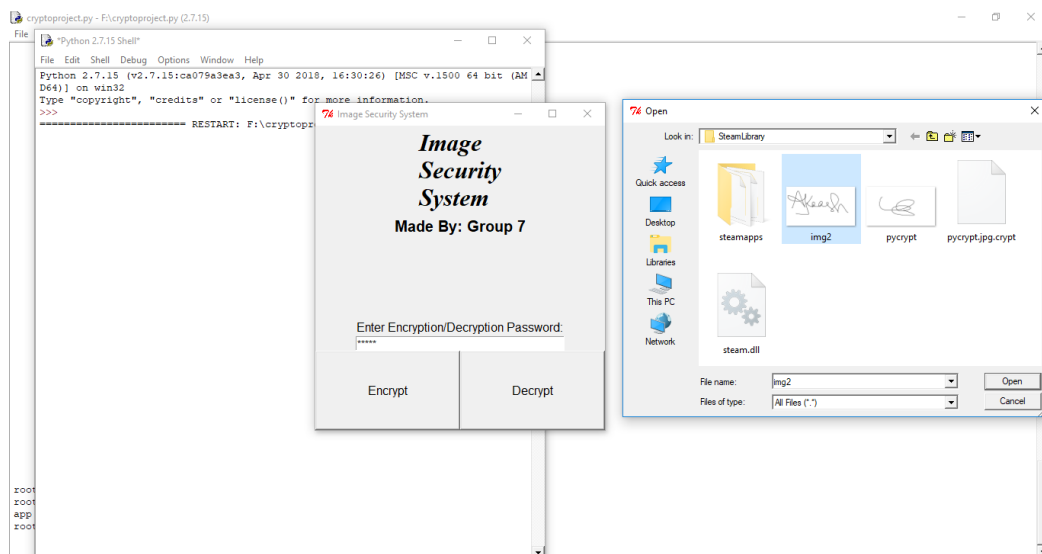 cryptoproject.py - F:\cryptoproject.py (2.7.15)
File
*Python 2.7.15 Shell*
File Edit Shell Debug Options Window Help
Python 2.7.15 (v2.7.15:ca079a3ea3, Apr 30 2018, 16:30:26) [MSC v.1500 64 bit (AM
D64)] on win32
Type "copyright", "credits" or "license()" for more information.
>>>
======================== RESTART: F:\cryptopr
Image Security System
Image
Security
System
Made By: Group 7
Enter Encryption/Decryption Password:
*****
Encrypt
Decrypt
Open
Look in: SteamLibrary
Quick access
Desktop
Libraries
This PC
Network
Akaash
steamapps
img2
pycrypt
pycrypt.jpg.crypt
steam.dll
File name: img2
Open
Files of type: All Files (*.*)
Cancel
root
root
app
root